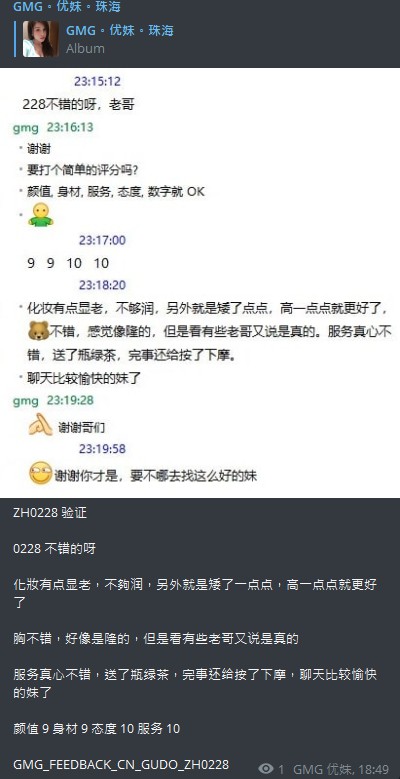 GMG。优妹。珠海
GMG。优妹。珠海
Album
23:15:12
228不错的呀，老哥
gmg 23:16:13
谢谢
要打个简单的评分吗?
颜值, 身材, 服务, 态度, 数字就 OK
23:17:00
9 9 10 10
23:18:20
化妆有点显老，不够润，另外就是矮了点点，高一点点就更好了，
不错，感觉像隆的，但是看有些老哥又说是真的。服务真心不
错，送了瓶绿茶，完事还给按了下摩。
聊天比较愉快的妹了
gmg 23:19:28
谢谢哥们
23:19:58
谢谢你才是，要不哪去找这么好的妹
ZH0228 验证
0228 不错的呀
化妝有点显老，不夠润，另外就是矮了一点点，高一点点就更好
了
胸不错，好像是隆的，但是看有些老哥又说是真的
服务真心不错，送了瓶绿茶，完事还给按了下摩，聊天比较愉快
的妹了
颜值 9 身材 9 态度 10 服务 10
GMG_FEEDBACK_CN_GUDO_ZH0228
1 GMG 优妹, 18:49